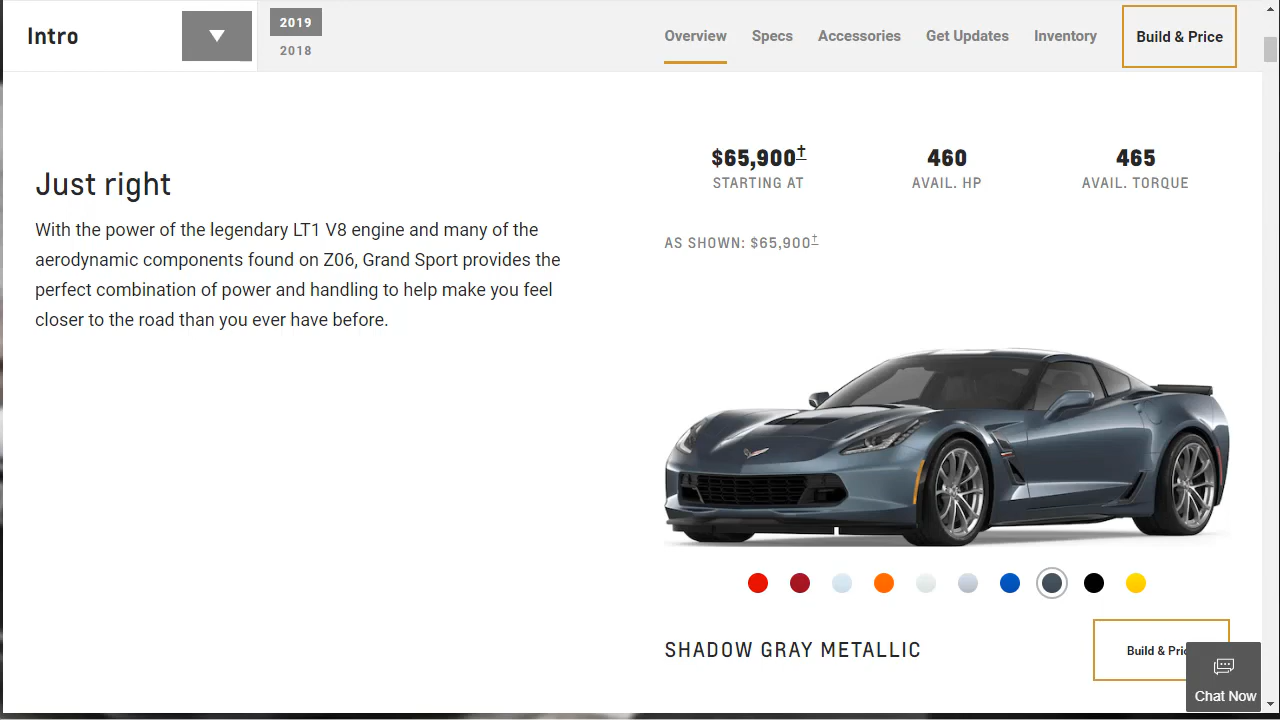 Intro
2019
2018
Overview
Specs
Accessories
Get Updates
Inventory
Build & Price
Just right
With the power of the legendary LT1 V8 engine and many of the
aerodynamic components found on Z06, Grand Sport provides the
perfect combination of power and handling to help make you feel
closer to the road than you ever have before.
$65,900†
STARTING AT
460
AVAIL. HP
465
AVAIL. TORQUE
AS SHOWN: $65,900†
SHADOW GRAY METALLIC
Build &
Chat Now